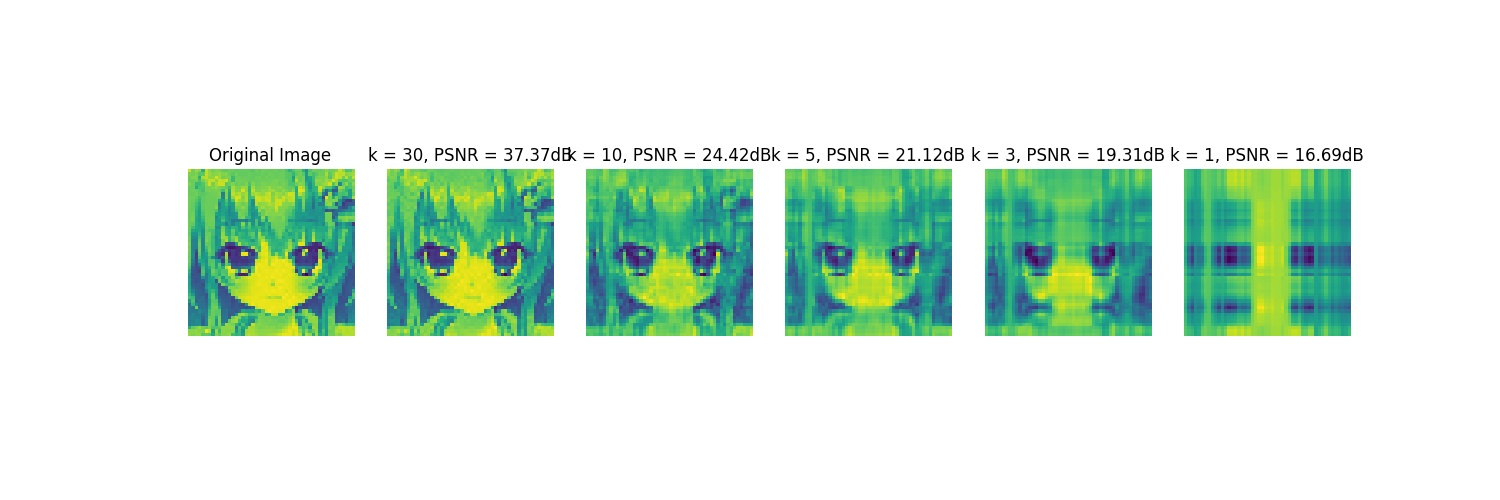 Original Image
k = 30, PSNR = 37.37dB
k = 10, PSNR = 24.42dB
k = 5, PSNR = 21.12dB
k = 3, PSNR = 19.31dB
k = 1, PSNR = 16.69dB